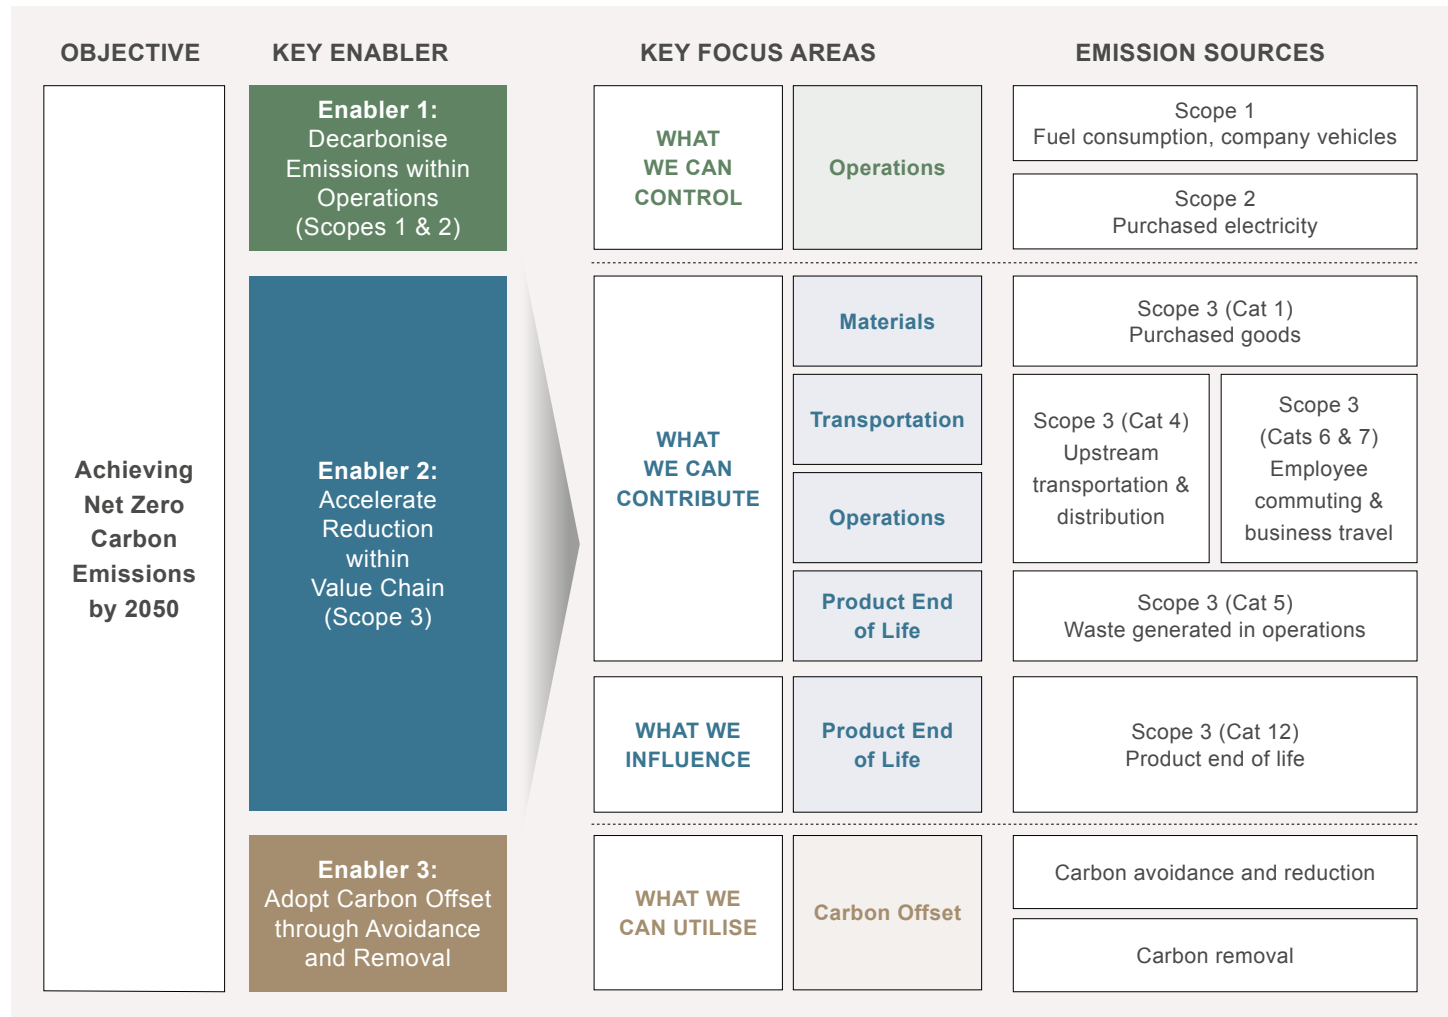 OBJECTIVE
KEY ENABLER
KEY FOCUS AREAS
EMISSION SOURCES
Achieving
Net Zero
Carbon
Emissions
by 2050
Enabler 1:
Decarbonise
Emissions within
Operations
(Scopes 1 & 2)
WHAT
WE CAN
CONTROL
Operations
Scope 1
Fuel consumption, company vehicles
Scope 2
Purchased electricity
Enabler 2:
Accelerate
Reduction
within
Value Chain
(Scope 3)
WHAT
WE CAN
CONTRIBUTE
Materials
Scope 3 (Cat 1)
Purchased goods
Transportation
Operations
Scope 3 (Cat 4)
Upstream
transportation &
distribution
Scope 3
(Cats 6 & 7)
Employee
commuting &
business travel
Product End
of Life
Scope 3 (Cat 5)
Waste generated in operations
WHAT WE
INFLUENCE
Product End
of Life
Scope 3 (Cat 12)
Product end of life
Enabler 3:
Adopt Carbon Offset
through Avoidance
and Removal
WHAT WE
CAN UTILISE
Carbon Offset
Carbon avoidance and reduction
Carbon removal